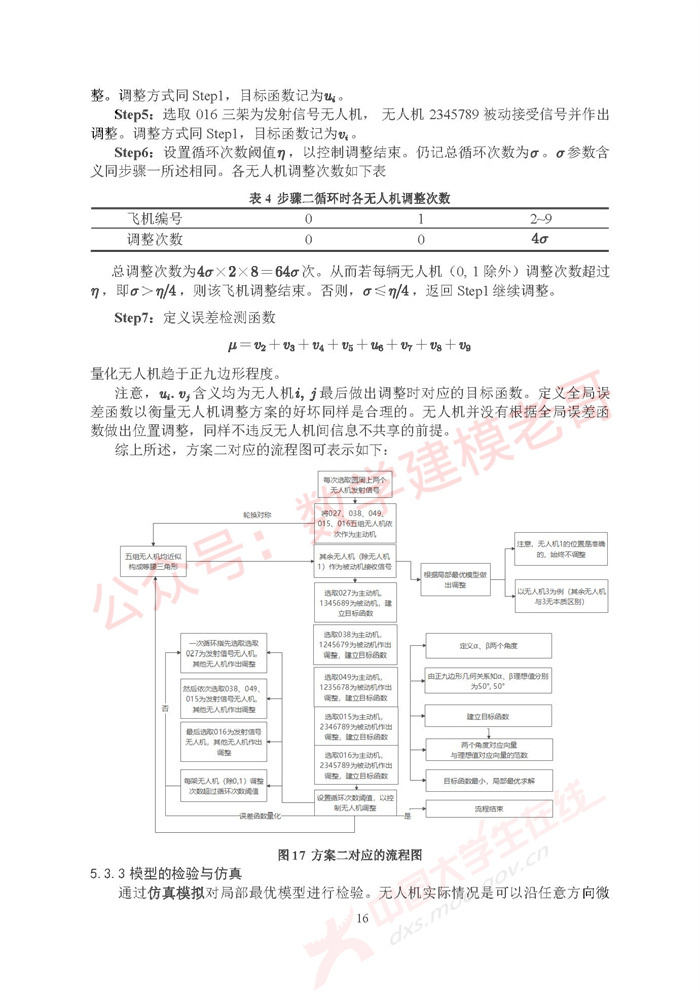 整。调整方式同 Step1，目标函数记为uᵢ。
Step5：选取 016 三架为发射信号无人机， 无人机 2345789 被动接受信号并作出
调整。调整方式同 Step1，目标函数记为vᵢ。
Step6：设置循环次数阈值η，以控制调整结束。仍记总循环次数为σ。σ参数含
义同步骤一所述相同。各无人机调整次数如下表
表 4 步骤二循环时各无人机调整次数
飞机编号 0 1 2~9
调整次数 0 0 4σ
总调整次数为4σ×2×8=64σ次。从而若每辆无人机（0, 1 除外）调整次数超过
η，即σ>η/4，则该飞机调整结束。否则，σ≤η/4，返回 Step1 继续调整。
Step7：定义误差检测函数
μ=v₂+v₃+v₄+v₅+u₆+v₇+v₈+v₉
量化无人机趋于正九边形程度。
注意，uᵢ. vⱼ含义均为无人机i, j最后做出调整时对应的目标函数。定义全局误
差函数以衡量无人机调整方案的好坏同样是合理的。无人机并没有根据全局误差函
数做出位置调整，同样不违反无人机间信息不共享的前提。
综上所述，方案二对应的流程图可表示如下：
每次选取圆周上两个
无人机发射信号
轮换对称
将027、038、049、
015、016五组无人机依
次作为主动机
五组无人机均近似
构成等腰三角形
其余无人机（除无人机
1）作为被动机接收信号
根据局部最优模型做
出调整
注意，无人机1的位置是准确
的，始终不调整
以无人机3为例（其余无人机
与3无本质区别）
选取027为主动机，
1345689为被动机，建
立目标函数
选取038为主动机，
1245679为被动机作出
调整，建立目标函数
选取049为主动机，
1235678为被动机作出
调整，建立目标函数
选取015为主动机，
2346789为被动机作出
调整，建立目标函数
选取016为主动机，
2345789为被动机作出
调整，建立目标函数
设置循环次数阈值，以控
制无人机调整
一次循环指先选取选取
027为发射信号无人机，
其他无人机作出调整
然后依次选取038、049、
015为发射信号无人机，
其他无人机作出调整
最后选取016为发射信号
无人机，其他无人机作出
调整
每架无人机（除0,1）调整
次数超过循环次数阈值
否
误差函数量化
是
定义α、β两个角度
由正九边形几何关系知α、β理想值分别
为50°, 50°
建立目标函数
两个角度对应向量
与理想值对应向量的范数
目标函数最小，局部最优求解
流程结束
图 17 方案二对应的流程图
5.3.3 模型的检验与仿真
通过仿真模拟对局部最优模型进行检验。无人机实际情况是可以沿任意方向微
16
公众号：数学建模老哥
中国大学生在线
dxs.moe.gov.cn